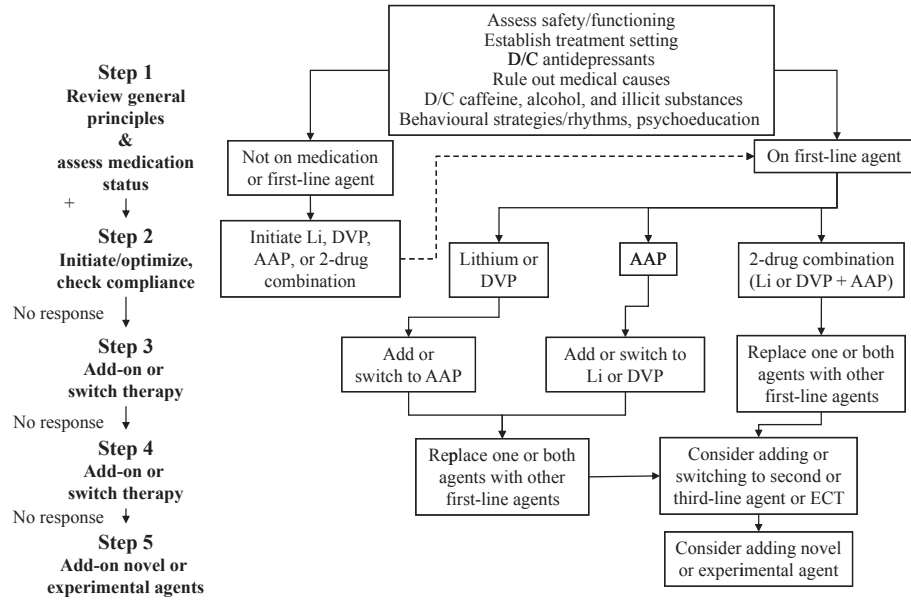 Assess safety/functioning
Establish treatment setting
D/C antidepressants
Rule out medical causes
D/C caffeine, alcohol, and illicit substances
Behavioural strategies/rhythms, psychoeducation
Step 1
Review general
principles
&
assess medication
status
+
Not on medication
or first-line agent
On first-line agent
Step 2
Initiate/optimize,
check compliance
Initiate Li, DVP,
AAP, or 2-drug
combination
Lithium or
DVP
AAP
2-drug combination
(Li or DVP + AAP)
No response
Step 3
Add-on or
switch therapy
Add or
switch to AAP
Add or switch to
Li or DVP
Replace one or both
agents with other
first-line agents
No response
Step 4
Add-on or
switch therapy
Replace one or both
agents with other
first-line agents
Consider adding or
switching to second or
third-line agent or ECT
No response
Step 5
Add-on novel or
experimental agents
Consider adding novel
or experimental agent